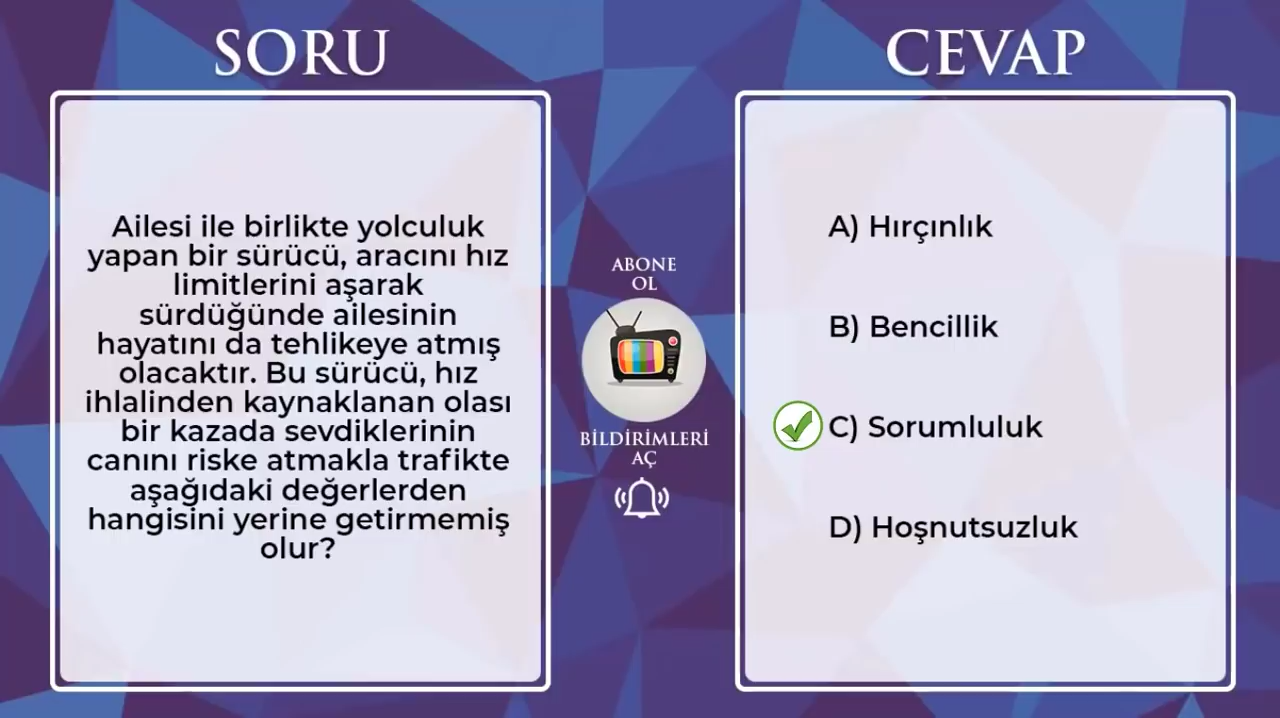 SORU
Ailesi ile birlikte yolculuk
yapan bir sürücü, aracını hız
limitlerini aşarak
sürdüğünde ailesinin
hayatını da tehlikeye atmış
olacaktır. Bu sürücü, hız
ihlalinden kaynaklanan olası
bir kazada sevdiklerinin
canını riske atmakla trafikte
aşağıdaki değerlerden
hangisini yerine getirmemiş
olur?
ABONE
OL
BİLDİRİMLERİ
AÇ
CEVAP
A) Hırçınlık
B) Bencillik
C) Sorumluluk
D) Hoşnutsuzluk